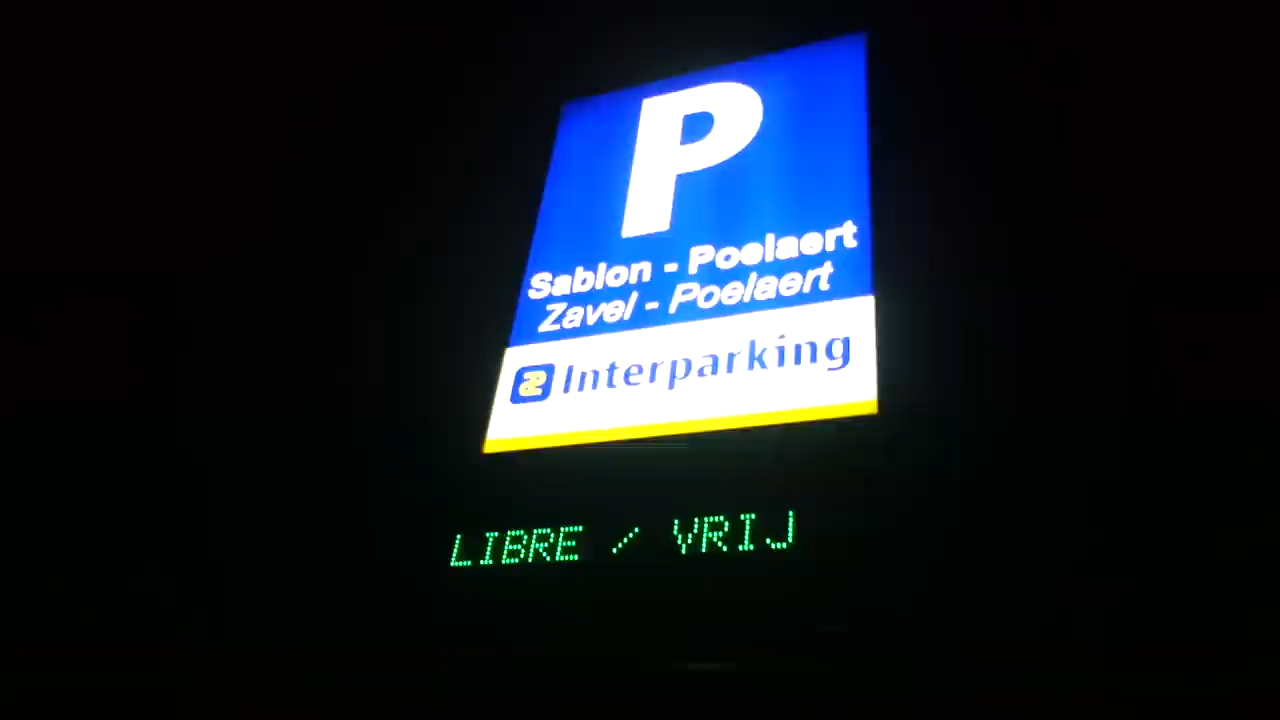 P
Sablon - Poelaert
Zavel - Poelaert
Interparking
LIBRE / VRIJ